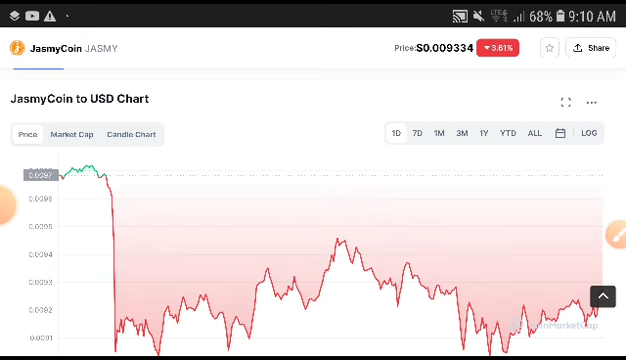 LTE 68% 9:10 AM
JasmyCoin JASMY Price: $0.009334 3.61% Share
JasmyCoin to USD Chart
Price Market Cap Candle Chart 1D 7D 1M 3M 1Y YTD ALL LOG
0.0097
0.0096
0.0095
0.0094
0.0093
0.0092
0.0091
CoinMarketCap